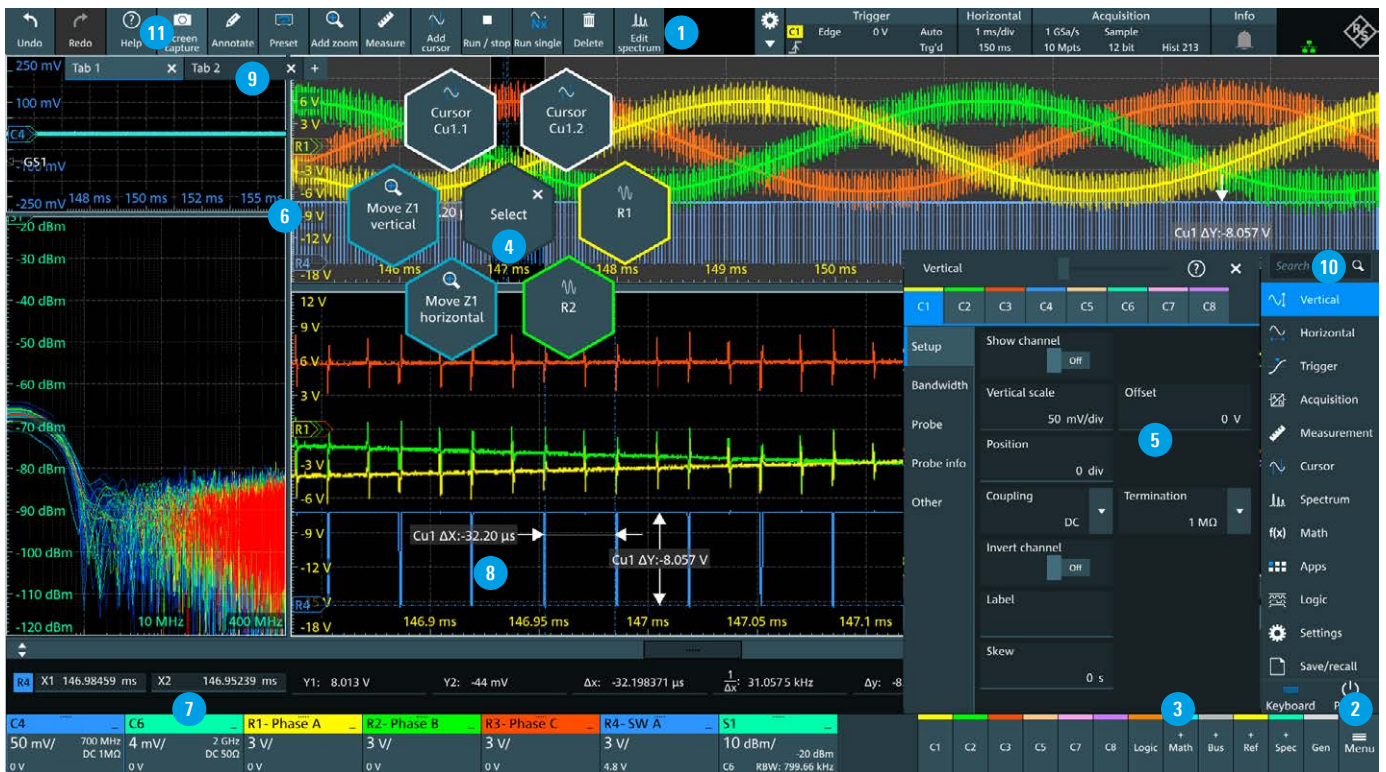 Undo
Redo
Help
11
Screen capture
Annotate
Preset
Add zoom
Measure
Add cursor
Run / stop
Nx
Run single
Delete
Edit spectrum
1
Trigger
C1 Edge 0 V Auto
Trg'd
Horizontal
1 ms/div
150 ms
Acquisition
1 GSa/s Sample
10 Mpts 12 bit Hist 213
Info
R&S
250 mV
Tab 1
Tab 2
9
+
100 mV
C4
GS1
-250 mV
148 ms
150 ms
152 ms
155 ms
6
6 V
3 V
R1
-3 V
-6 V
-9 V
-12 V
R4
-18 V
146 ms
147 ms
148 ms
149 ms
150 ms
Cursor Cu1.1
Cursor Cu1.2
Move Z1 vertical
Select
4
R1
Move Z1 horizontal
R2
Cu1 ΔY:-8.057 V
S1
-20 dBm
-30 dBm
-40 dBm
-50 dBm
-60 dBm
-70 dBm
-80 dBm
-90 dBm
-100 dBm
-110 dBm
-120 dBm
10 MHz
400 MHz
12 V
9 V
6 V
3 V
R1
-3 V
-6 V
-9 V
-12 V
R4
-18 V
Cu1 ΔX:-32.20 µs
8
Cu1 ΔY:-8.057 V
146.9 ms
146.95 ms
147 ms
147.05 ms
147.1 ms
Vertical
C1
C2
C3
C4
C5
C6
C7
C8
Setup
Bandwidth
Probe
Probe info
Other
Show channel
Off
Vertical scale
50 mV/div
Offset
0 V
5
Position
0 div
Coupling
DC
Termination
1 MΩ
Invert channel
Off
Label
Skew
0 s
Search
10
Vertical
Horizontal
Trigger
Acquisition
Measurement
Cursor
Spectrum
f(x) Math
Apps
Logic
Settings
Save/recall
Keyboard
R4 X1 146.98459 ms
X2 146.95239 ms
Y1: 8.013 V
Y2: -44 mV
Δx: -32.198371 µs
1/Δx: 31.0575 kHz
Δy: -8.
7
C4
50 mV/ 700 MHz
DC 1MΩ
0 V
C6
4 mV/ 2 GHz
DC 50Ω
0 V
R1- Phase A
3 V/
0 V
R2- Phase B
3 V/
0 V
R3- Phase C
3 V/
0 V
R4- SW A
3 V/
4.8 V
S1
10 dBm/
-20 dBm
C6 RBW: 799.66 kHz
C1
C2
C3
C5
C7
C8
Logic
3
+ Math
+ Bus
+ Ref
+ Spec
Gen
2
Menu